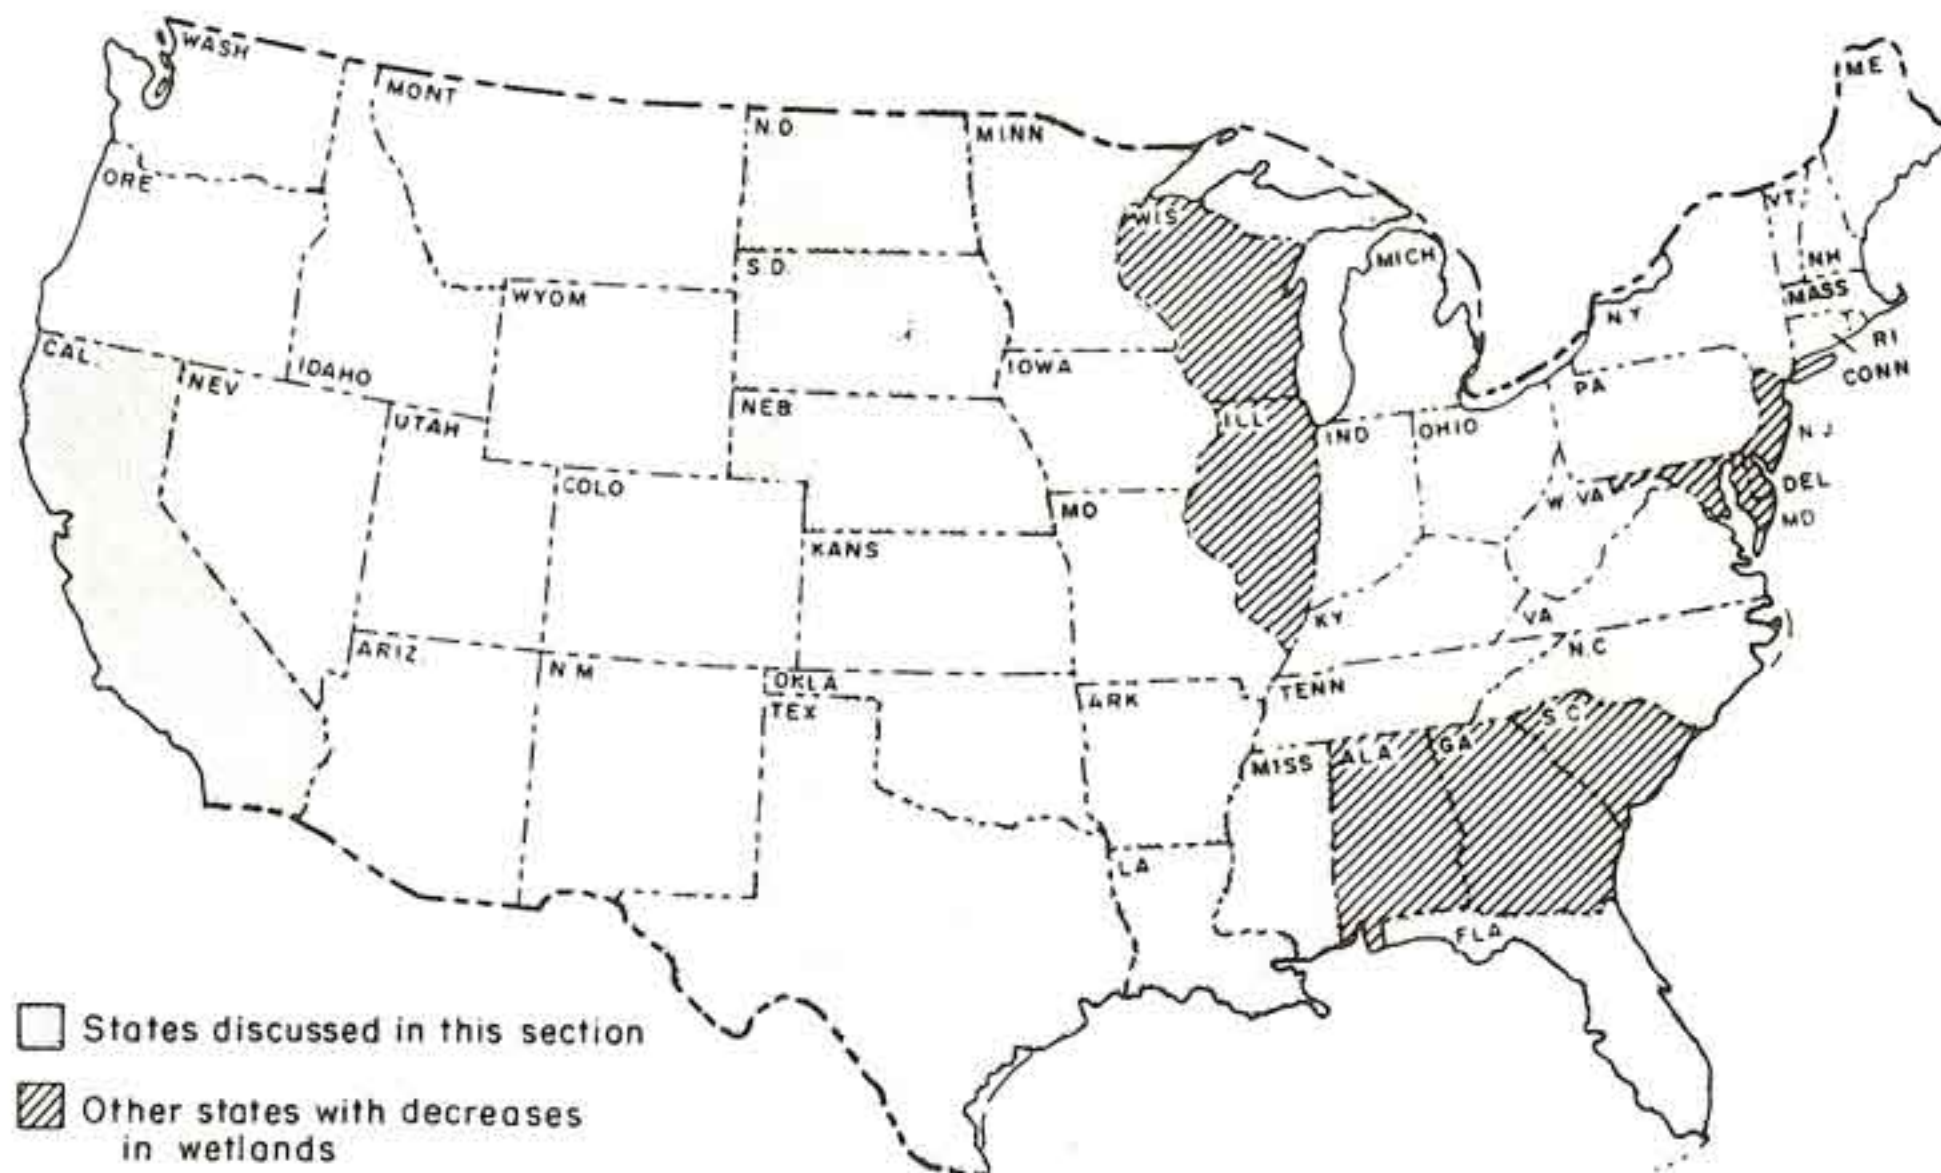 WASH
MONT
N.D.
MINN
ME
ORE
VT.
WIS
S.D.
MICH
NH
WYOM
MASS
N.Y
RI
CAL.
NEV
IDAHO
IOWA
CONN
PA
NEB
UTAH
ILL
IND
OHIO
N J
COLO
W VA
DEL
MO
MD
KANS
KY
VA
ARIZ.
N M
N.C
OKLA
TENN
TEX
ARK
S C
MISS
ALA
GA
LA
FLA
States discussed in this section
Other states with decreases
in wetlands